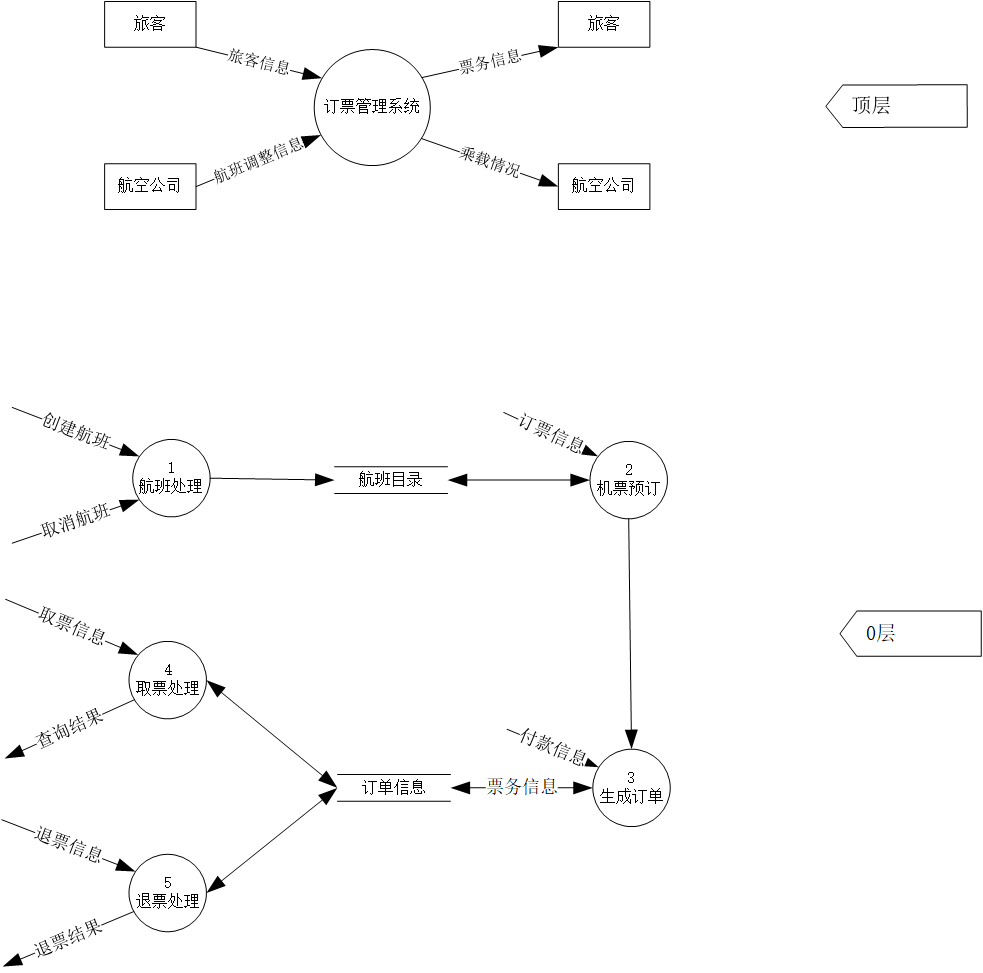 旅客
旅客
旅客信息
票务信息
订票管理系统
顶层
航班调整信息
乘载情况
航空公司
航空公司
创建航班
订票信息
1
航班处理
航班目录
2
机票预订
取消航班
取票信息
0层
4
取票处理
查询结果
付款信息
订单信息
票务信息
3
生成订单
退票信息
5
退票处理
退票结果